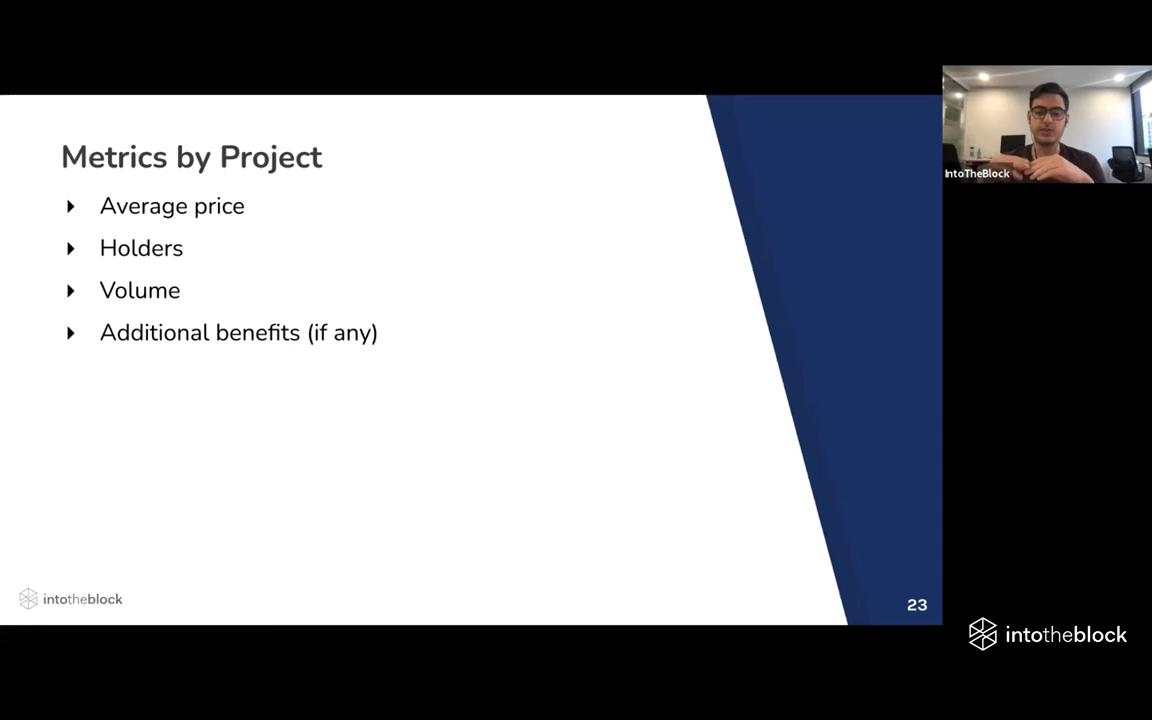 Metrics by Project
Average price
Holders
Volume
Additional benefits (if any)
intotheblock
23
IntoTheBlock
intotheblock